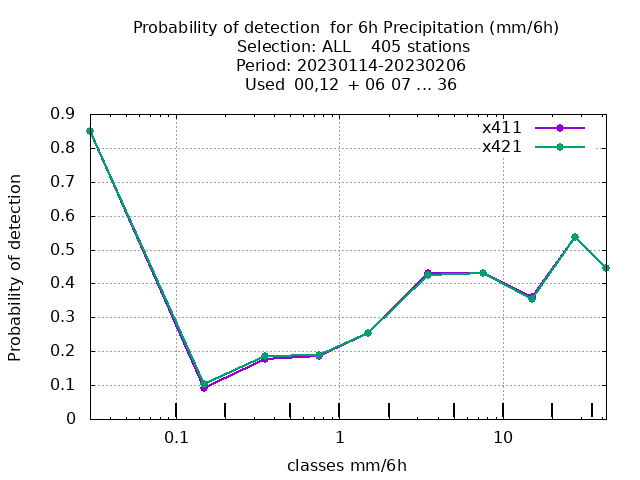 Probability of detection  for 6h Precipitation (mm/6h)
Selection: ALL    405 stations
Period: 20230114-20230206
Used  00,12  + 06 07 ... 36
x411
x421
0.9
0.8
0.7
0.6
0.5
0.4
0.3
0.2
0.1
0
Probability of detection
0.1
1
10
classes mm/6h